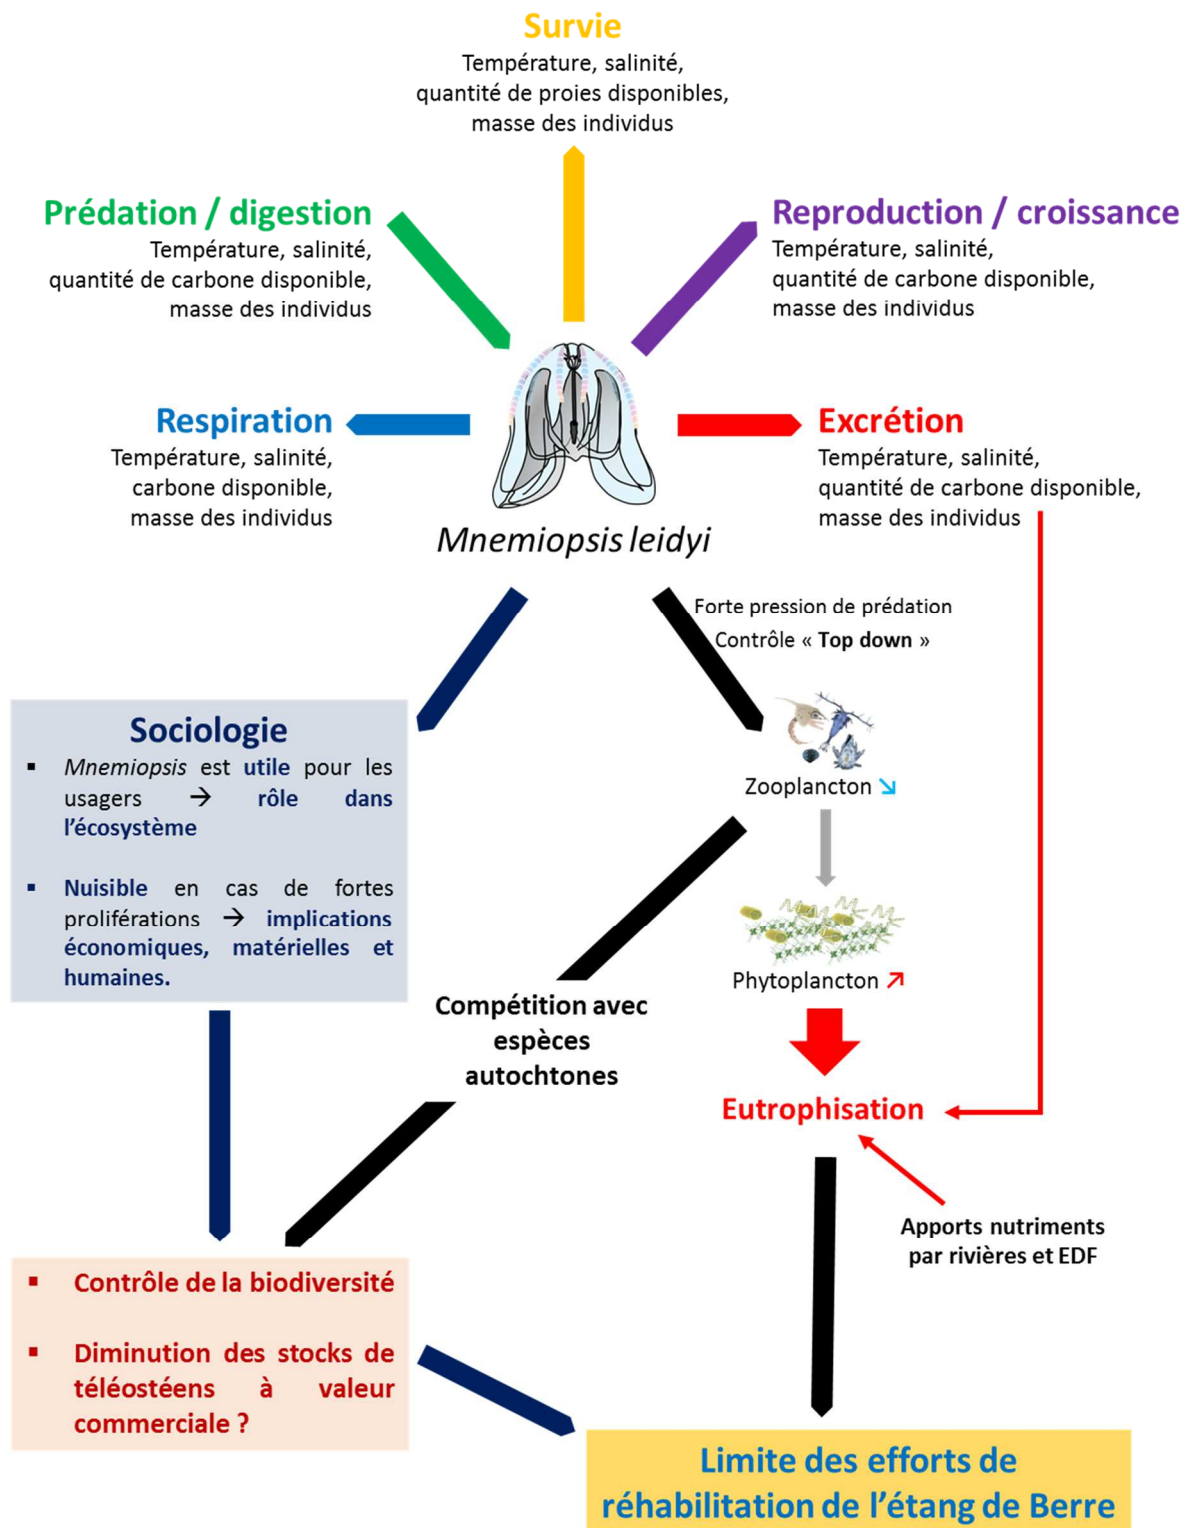 Survie
Température, salinité,
quantité de proies disponibles,
masse des individus
Prédation / digestion
Température, salinité,
quantité de carbone disponible,
masse des individus
Reproduction / croissance
Température, salinité,
quantité de carbone disponible,
masse des individus
Respiration
Température, salinité,
carbone disponible,
masse des individus
Excrétion
Température, salinité,
quantité de carbone disponible,
masse des individus
Mnemiopsis leidyi
Forte pression de prédation
Contrôle « Top down »
Sociologie
▪ Mnemiopsis est utile pour les
usagers → rôle dans
l'écosystème
▪ Nuisible en cas de fortes
proliférations → implications
économiques, matérielles et
humaines.
Zooplancton ↘
Phytoplancton ↗
Compétition avec
espèces
autochtones
Eutrophisation
Apports nutriments
par rivières et EDF
▪ Contrôle de la biodiversité
▪ Diminution des stocks de
téléostéens à valeur
commerciale ?
Limite des efforts de
réhabilitation de l'étang de Berre